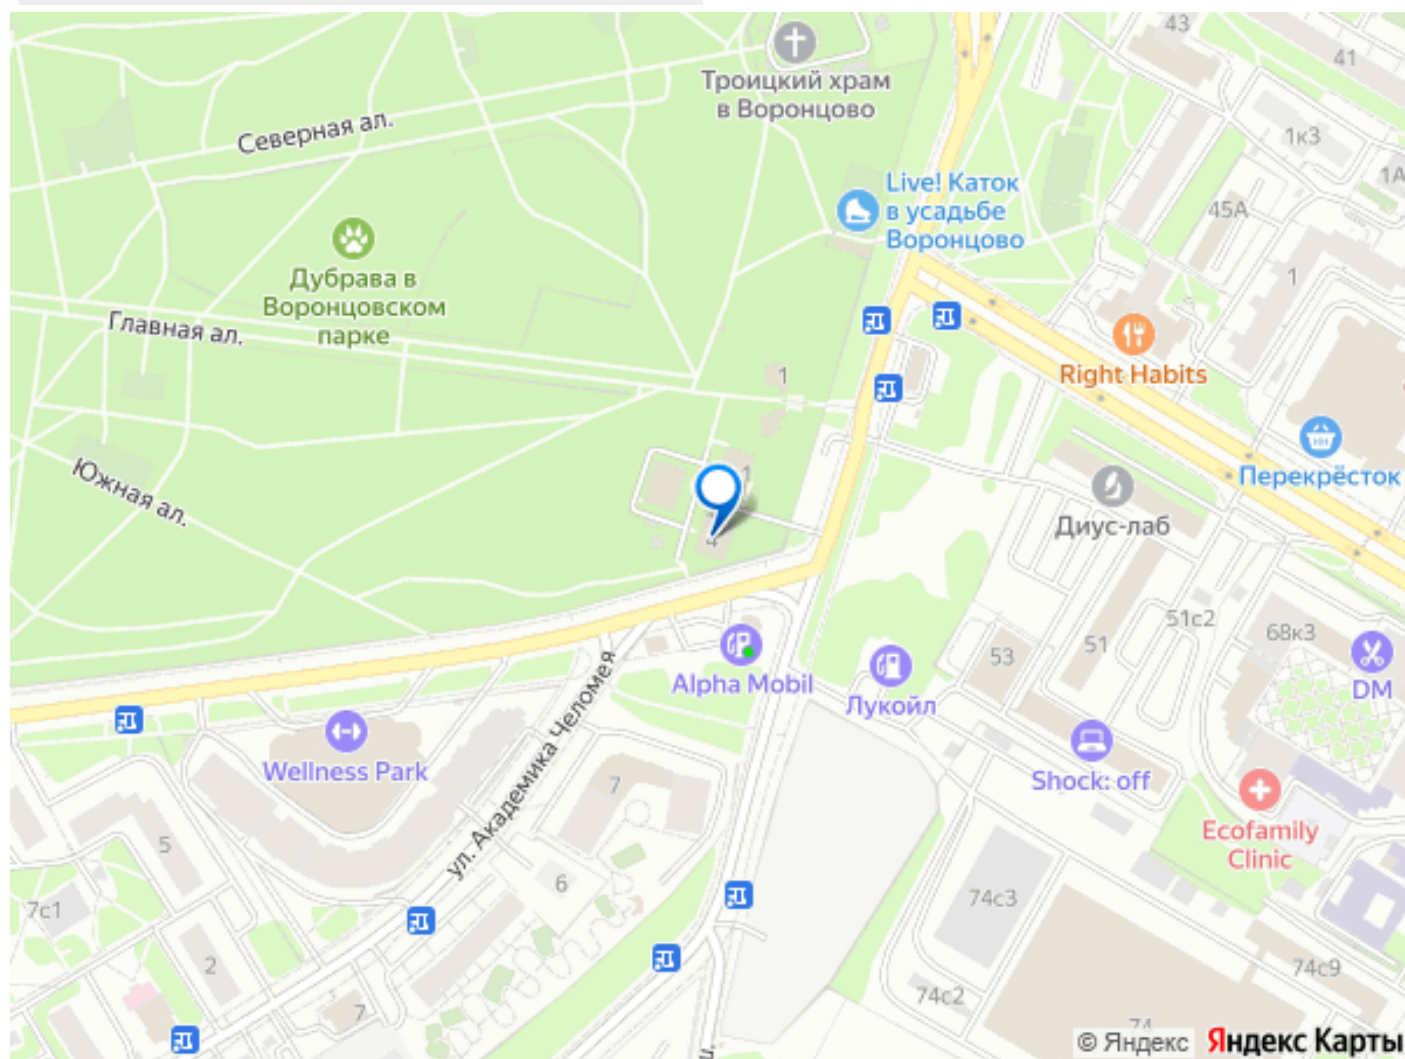 43
41
Троицкий храм
в Воронцово
Северная ал.
1к3
1А
Live! Каток
в усадьбе
Воронцово
45А
Дубрава в
Воронцовском
парке
1
Главная ал.
Right Habits
1
Перекрёсток
Южная ал.
1
Диус-лаб
4
51с2
68к3
51
53
DM
Alpha Mobil
Лукойл
ул. Академика Челомея
Wellness Park
Shock: off
7
5
Ecofamily
Clinic
6
7с1
74с3
2
74с9
74с2
7
74
ш.
© Яндекс Яндекс Карты